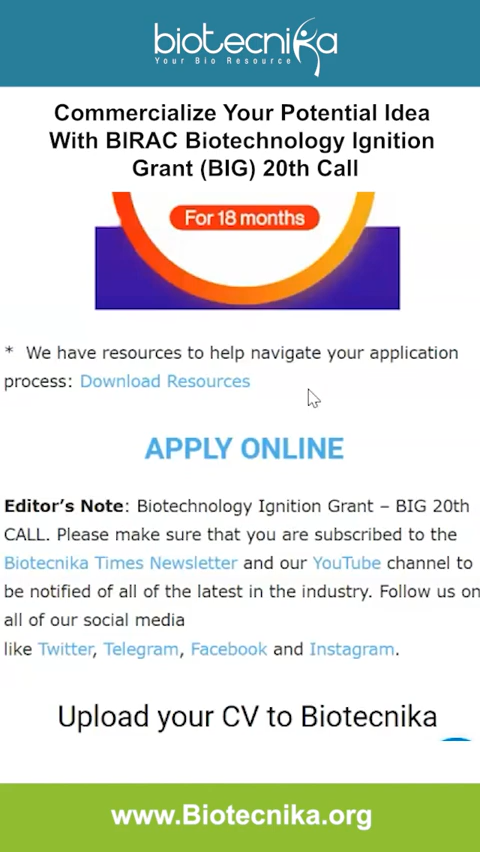 biotecnika
Your Bio Resource
Commercialize Your Potential Idea
With BIRAC Biotechnology Ignition
Grant (BIG) 20th Call
For 18 months
* We have resources to help navigate your application
process: Download Resources
APPLY ONLINE
Editor’s Note: Biotechnology Ignition Grant – BIG 20th
CALL. Please make sure that you are subscribed to the
Biotecnika Times Newsletter and our YouTube channel to
be notified of all of the latest in the industry. Follow us on
all of our social media
like Twitter, Telegram, Facebook and Instagram.
Upload your CV to Biotecnika
www.Biotecnika.org